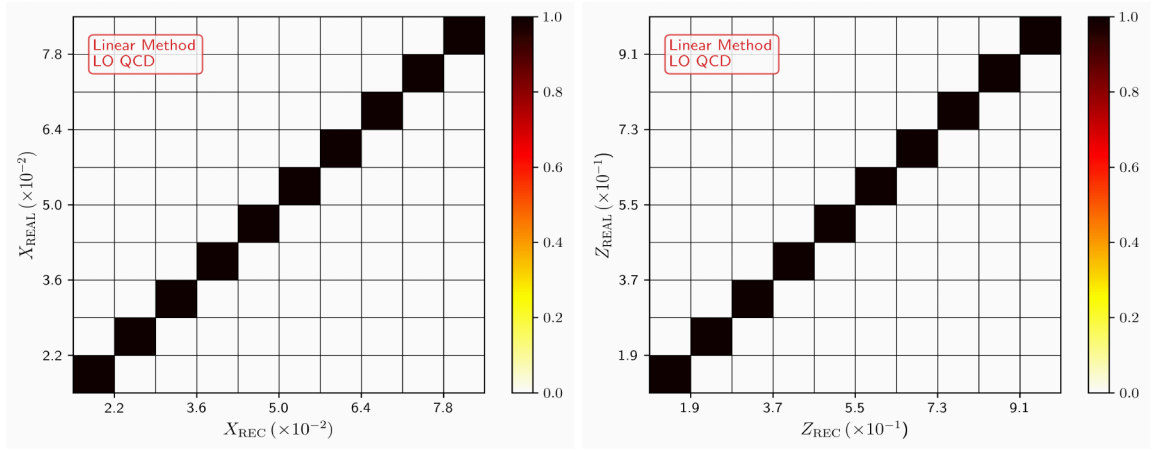 Linear Method
LO QCD
7.8
6.4
5.0
3.6
2.2
X_REAL (×10⁻²)
2.2 3.6 5.0 6.4 7.8
X_REC (×10⁻²)
1.0
0.8
0.6
0.4
0.2
0.0
Linear Method
LO QCD
9.1
7.3
5.5
3.7
1.9
Z_REAL (×10⁻¹)
1.9 3.7 5.5 7.3 9.1
Z_REC (×10⁻¹)
1.0
0.8
0.6
0.4
0.2
0.0